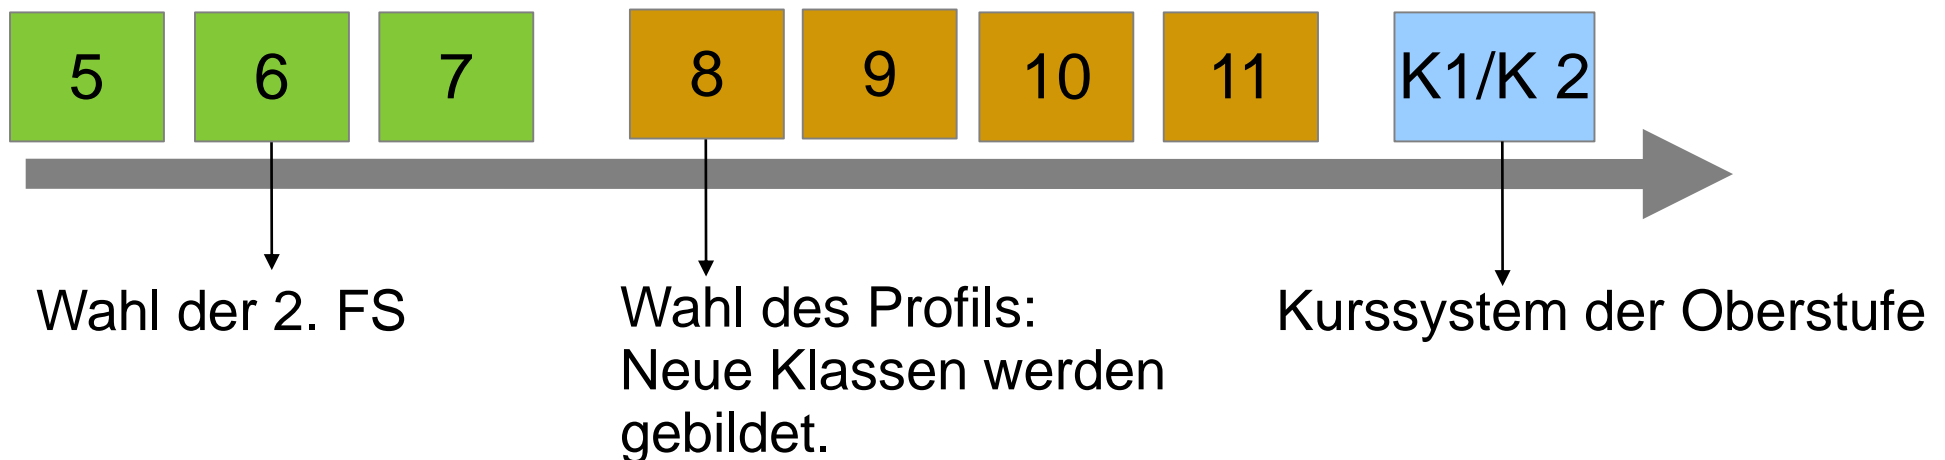 5 6 7 8 9 10 11 K1/K 2
Wahl der 2. FS
Wahl des Profils:
Neue Klassen werden
gebildet.
Kurssystem der Oberstufe